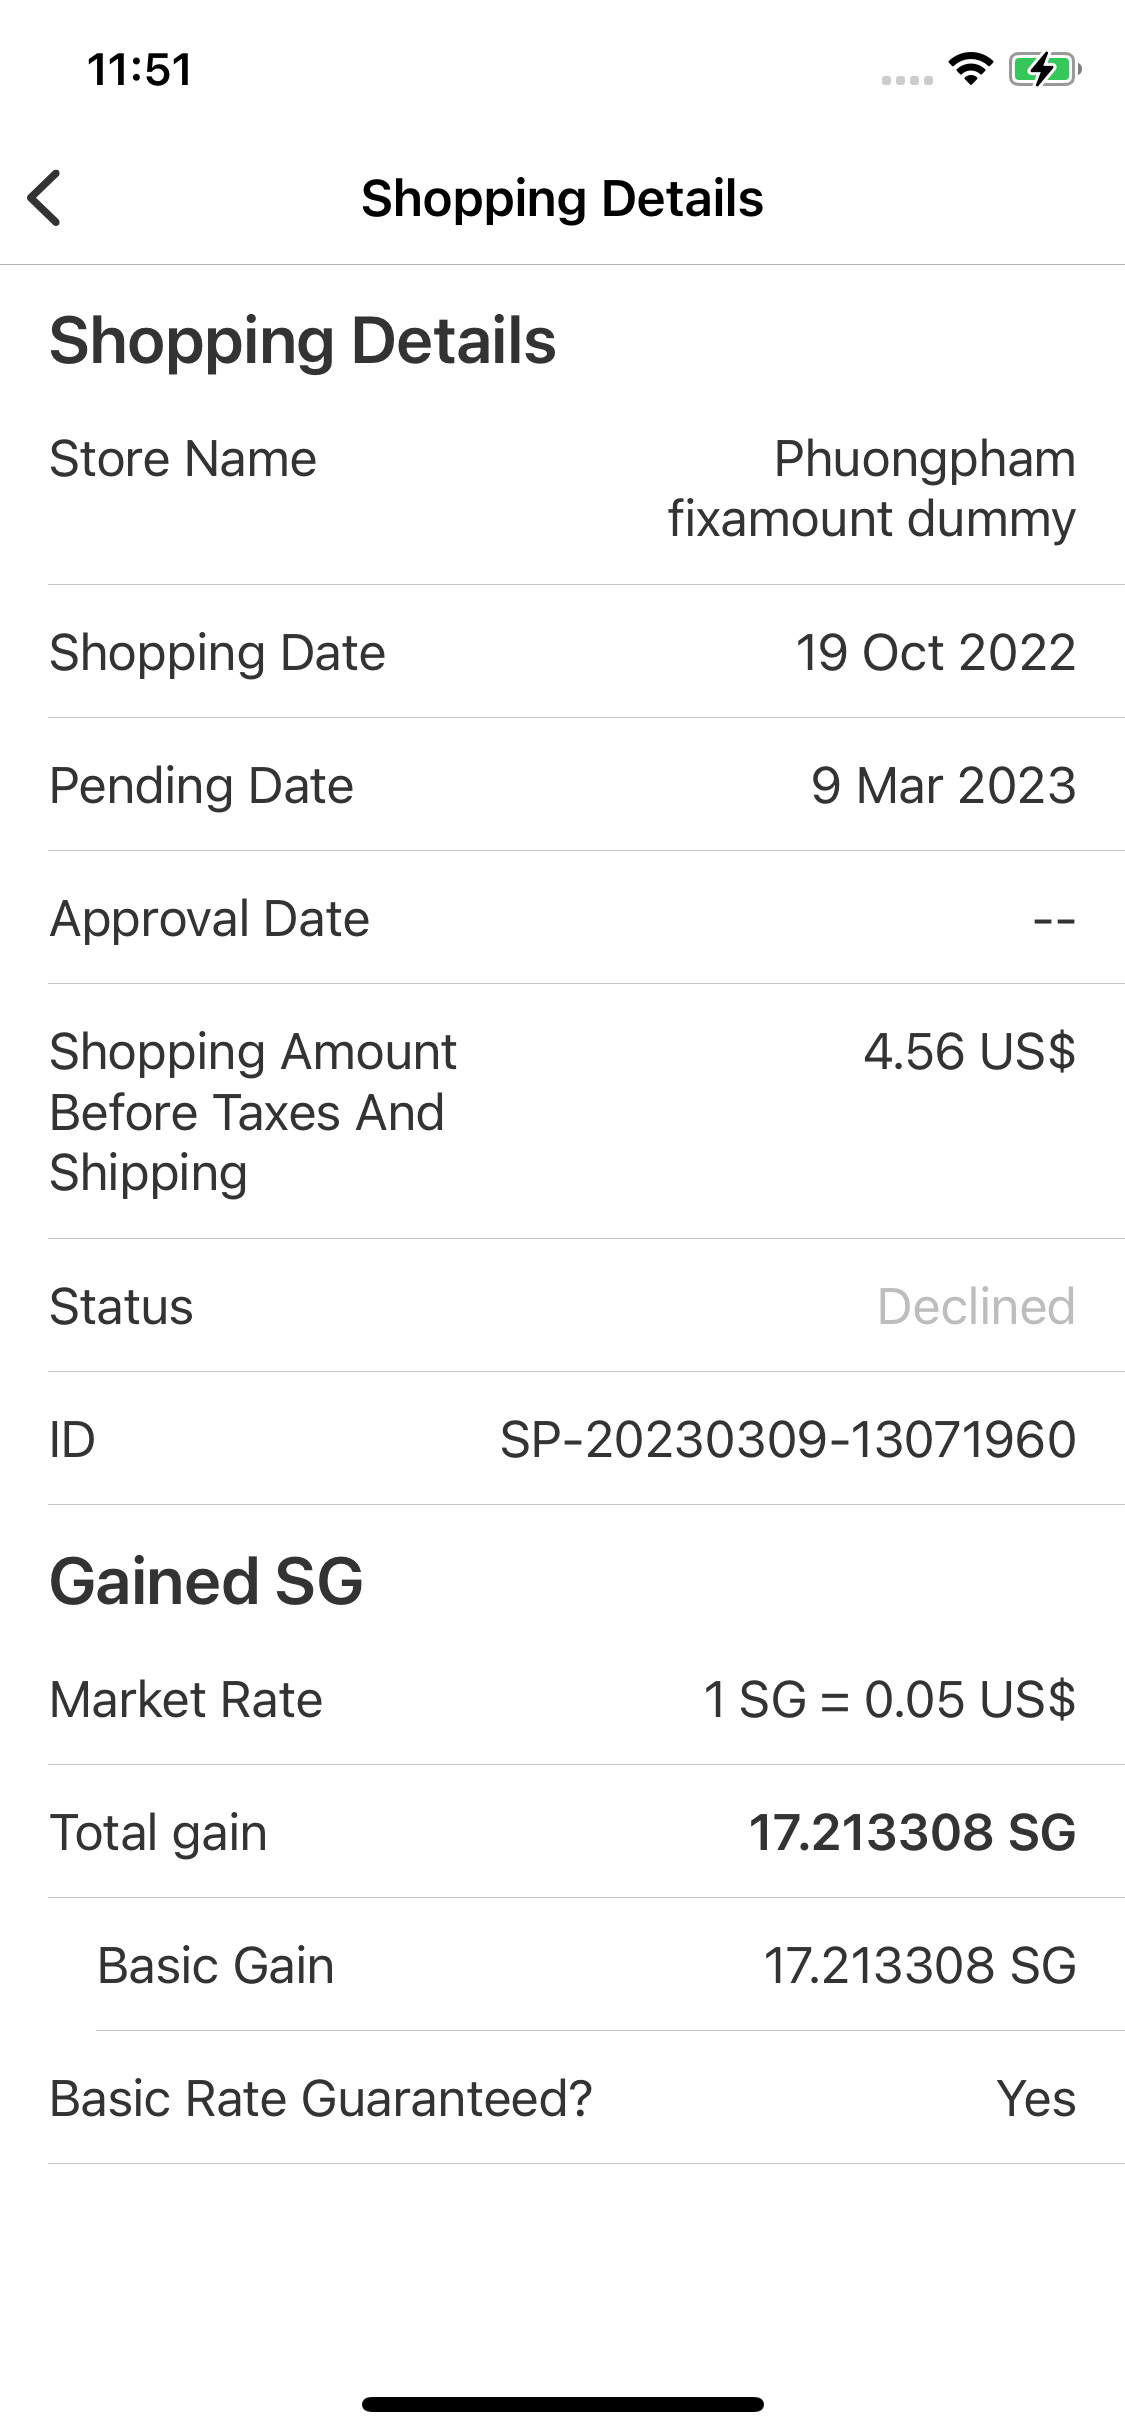 11:51
Shopping Details
Shopping Details
Store Name
Phuongpham
fixamount dummy
Shopping Date
19 Oct 2022
Pending Date
9 Mar 2023
Approval Date
--
Shopping Amount
Before Taxes And
Shipping
4.56 US$
Status
Declined
ID
SP-20230309-13071960
Gained SG
Market Rate
1 SG = 0.05 US$
Total gain
17.213308 SG
Basic Gain
17.213308 SG
Basic Rate Guaranteed?
Yes